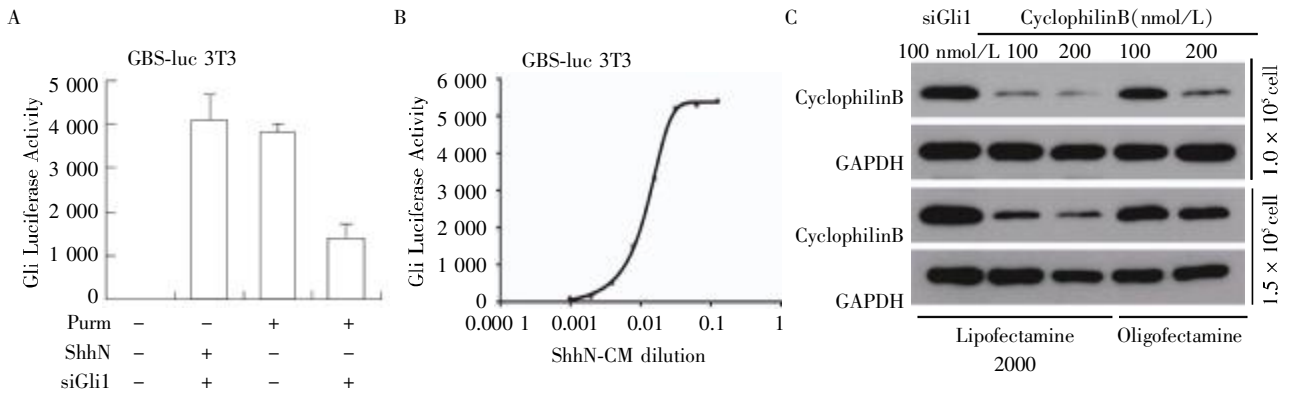 A
GBS-luc 3T3
Gli Luciferase Activity
5 000
4 000
3 000
2 000
1 000
0
Purm − − + +
ShhN − + − −
siGli1 − + − +
B
GBS-luc 3T3
Gli Luciferase Activity
6 000
5 000
4 000
3 000
2 000
1 000
0
0.000 1 0.001 0.01 0.1 1
ShhN-CM dilution
C
siGli1 CyclophilinB(nmol/L)
100 nmol/L 100 200 100 200
CyclophilinB
GAPDH
1.0 × 10⁵ cell
CyclophilinB
GAPDH
1.5 × 10⁵ cell
Lipofectamine
2000
Oligofectamine